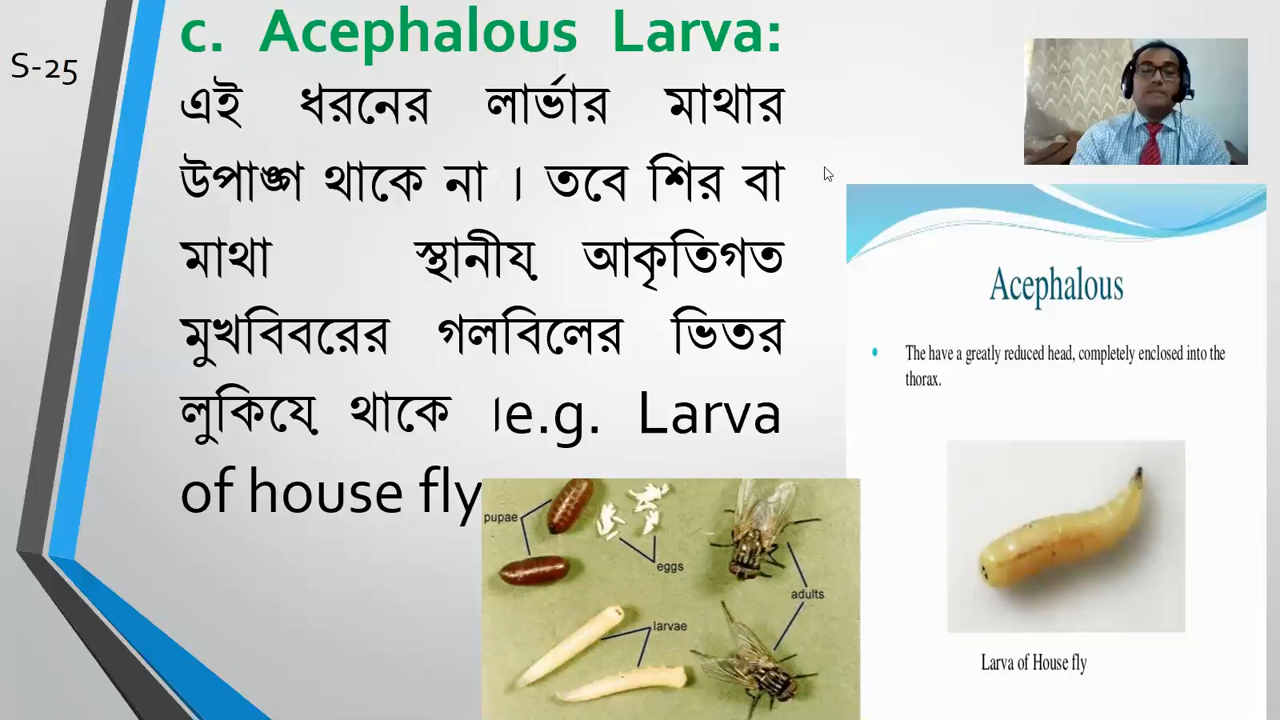 S-25
c. Acephalous Larva:
এই ধরনের লার্ভার মাথার
উপাঙ্গ থাকে না । তবে শির বা
মাথা স্থানীয় আকৃতিগত
মুখবিবরের গলবিলের ভিতর
লুকিয়ে থাকে ।e.g. Larva
of house fly
pupae
eggs
adults
larvae
Acephalous
• The have a greatly reduced head, completely enclosed into the
thorax.
Larva of House fly